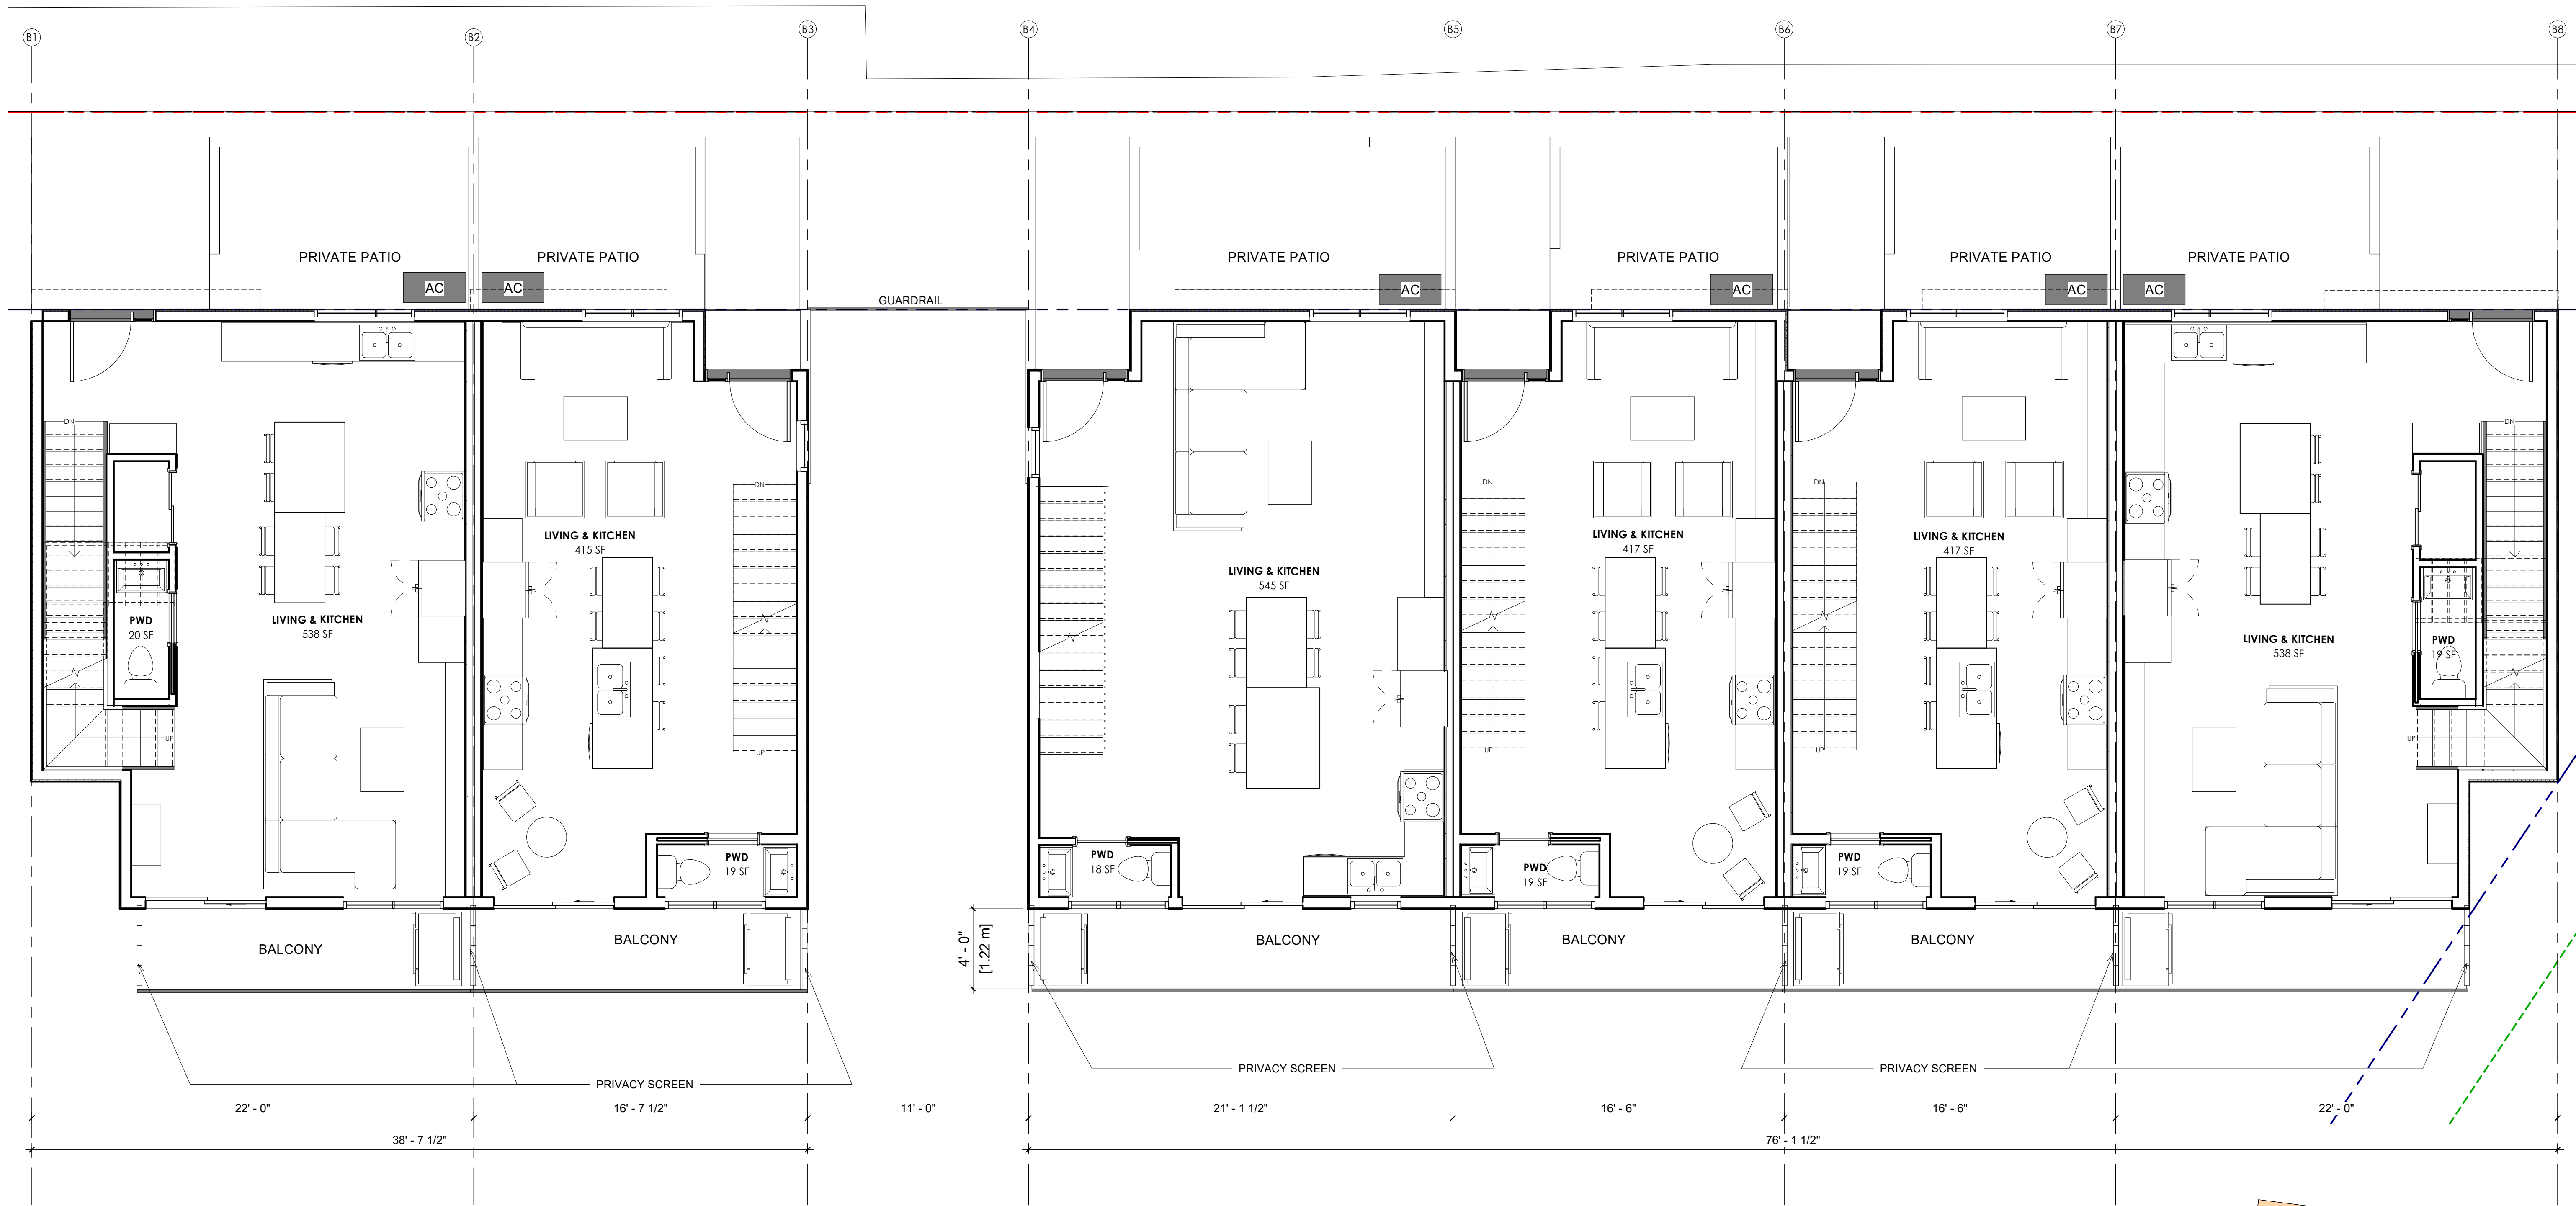 B1
B2
B3
B4
B5
B6
B7
B8
PRIVATE PATIO
PRIVATE PATIO
PRIVATE PATIO
PRIVATE PATIO
PRIVATE PATIO
PRIVATE PATIO
AC
AC
AC
AC
AC
AC
GUARDRAIL
DN
DN
DN
DN
DN
LIVING & KITCHEN
415 SF
LIVING & KITCHEN
417 SF
LIVING & KITCHEN
417 SF
LIVING & KITCHEN
545 SF
PWD
20 SF
LIVING & KITCHEN
538 SF
LIVING & KITCHEN
538 SF
PWD
19 SF
UP
UP
UP
UP
UP
PWD
19 SF
PWD
18 SF
PWD
19 SF
PWD
19 SF
BALCONY
BALCONY
4' - 0"
[1.22 m]
BALCONY
BALCONY
BALCONY
PRIVACY SCREEN
PRIVACY SCREEN
PRIVACY SCREEN
22' - 0"
16' - 7 1/2"
11' - 0"
21' - 1 1/2"
16' - 6"
16' - 6"
22' - 0"
38' - 7 1/2"
76' - 1 1/2"